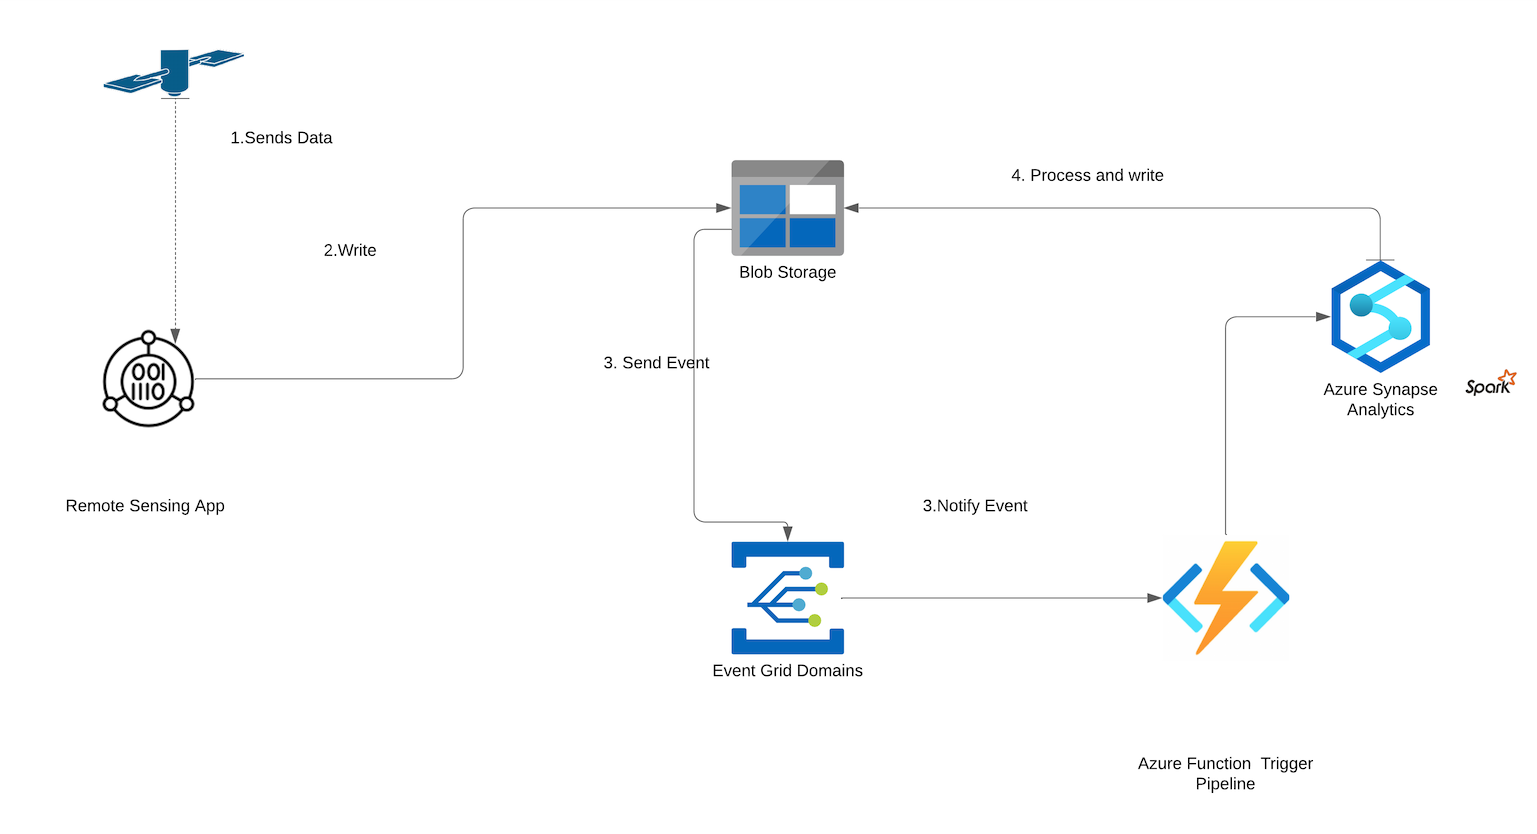 1.Sends Data
4. Process and write
2.Write
Blob Storage
3. Send Event
001
1110
Azure Synapse
Analytics
Spark
Remote Sensing App
3.Notify Event
Event Grid Domains
Azure Function  Trigger
Pipeline